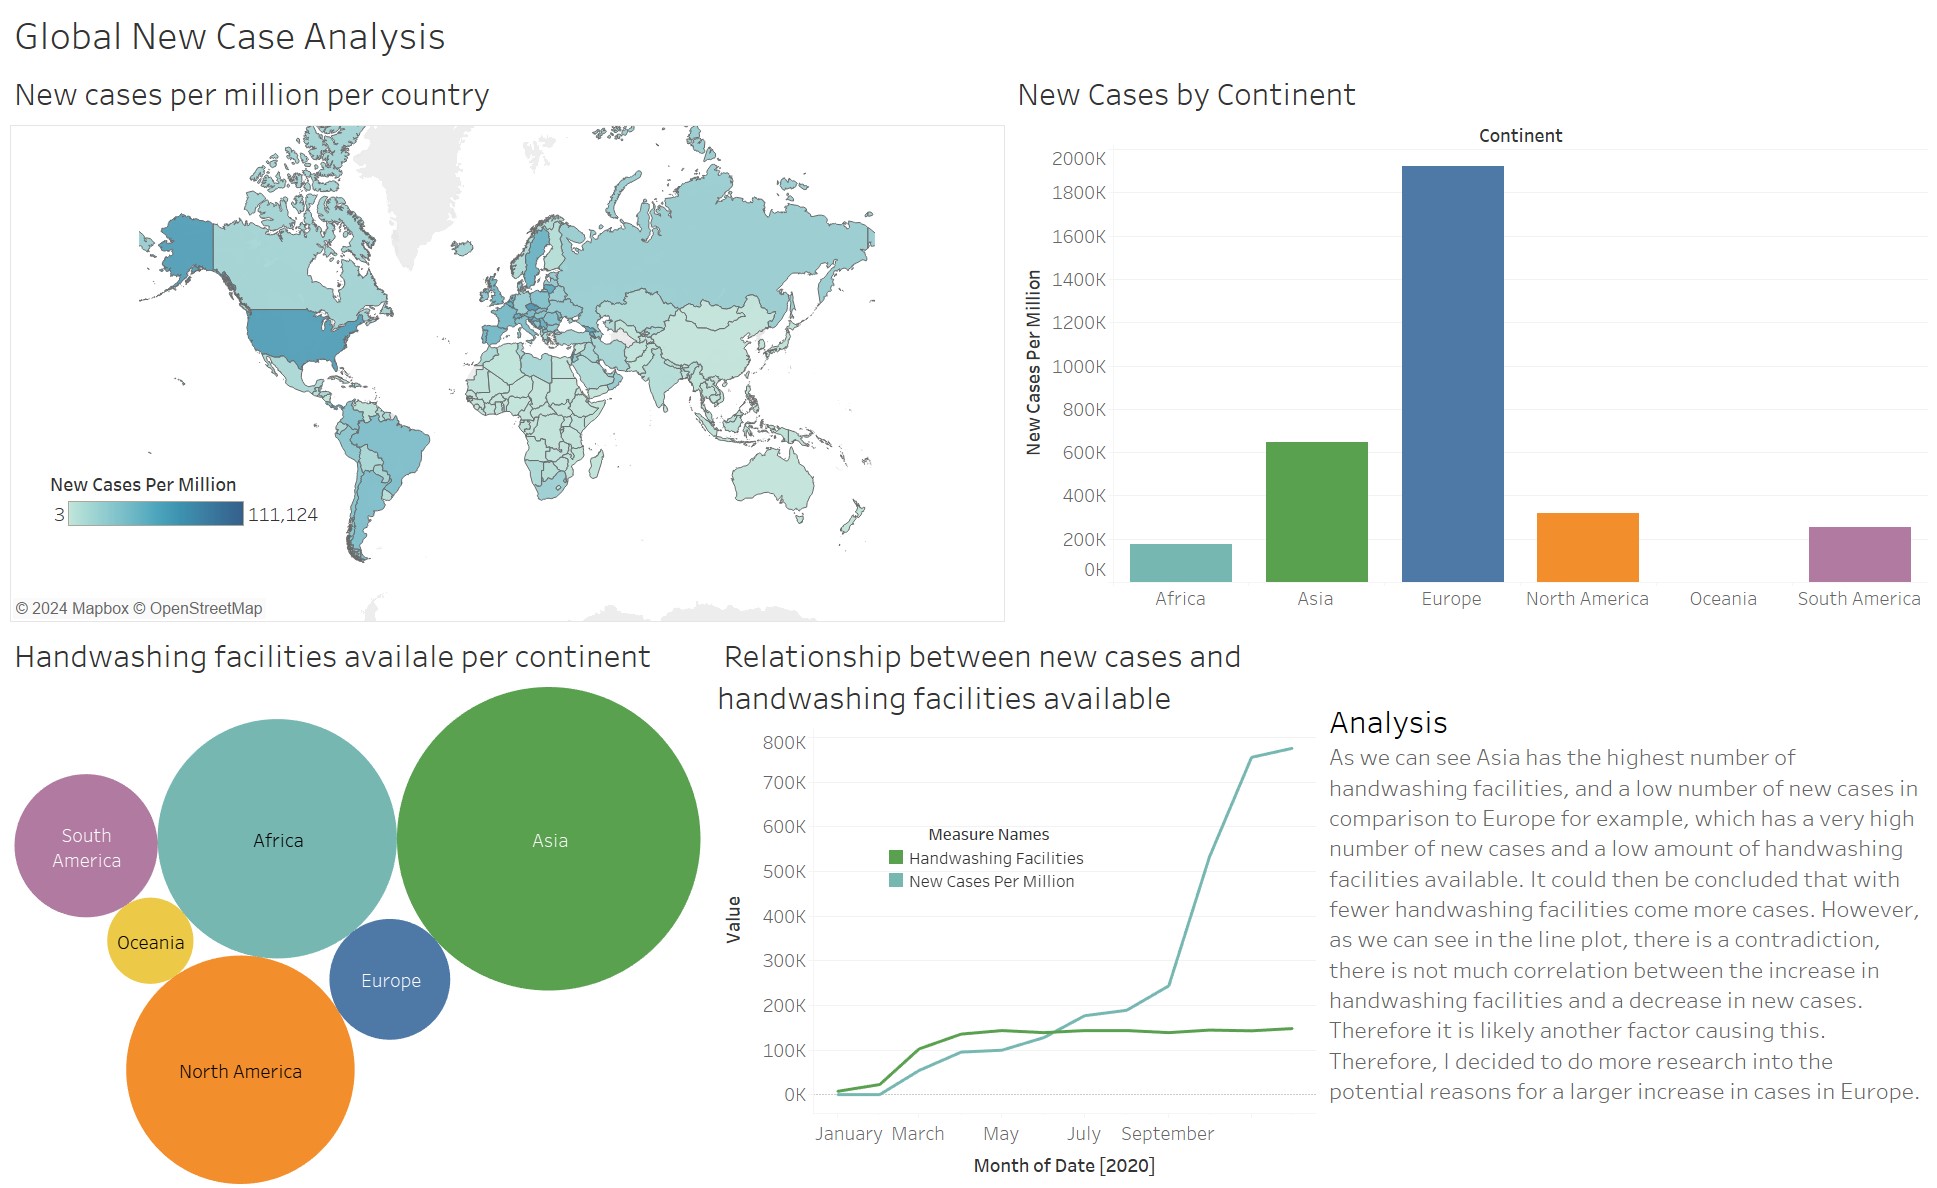 Global New Case Analysis
New cases per million per country
New Cases Per Million
3
111,124
© 2024 Mapbox © OpenStreetMap
New Cases by Continent
Continent
New Cases Per Million
2000K
1800K
1600K
1400K
1200K
1000K
800K
600K
400K
200K
0K
Africa
Asia
Europe
North America
Oceania
South America
Handwashing facilities availale per continent
South
America
Africa
Asia
Oceania
Europe
North America
Relationship between new cases and
handwashing facilities available
Value
800K
700K
600K
500K
400K
300K
200K
100K
0K
Measure Names
Handwashing Facilities
New Cases Per Million
January
March
May
July
September
Month of Date [2020]
Analysis
As we can see Asia has the highest number of
handwashing facilities, and a low number of new cases in
comparison to Europe for example, which has a very high
number of new cases and a low amount of handwashing
facilities available. It could then be concluded that with
fewer handwashing facilities come more cases. However,
as we can see in the line plot, there is a contradiction,
there is not much correlation between the increase in
handwashing facilities and a decrease in new cases.
Therefore it is likely another factor causing this.
Therefore, I decided to do more research into the
potential reasons for a larger increase in cases in Europe.